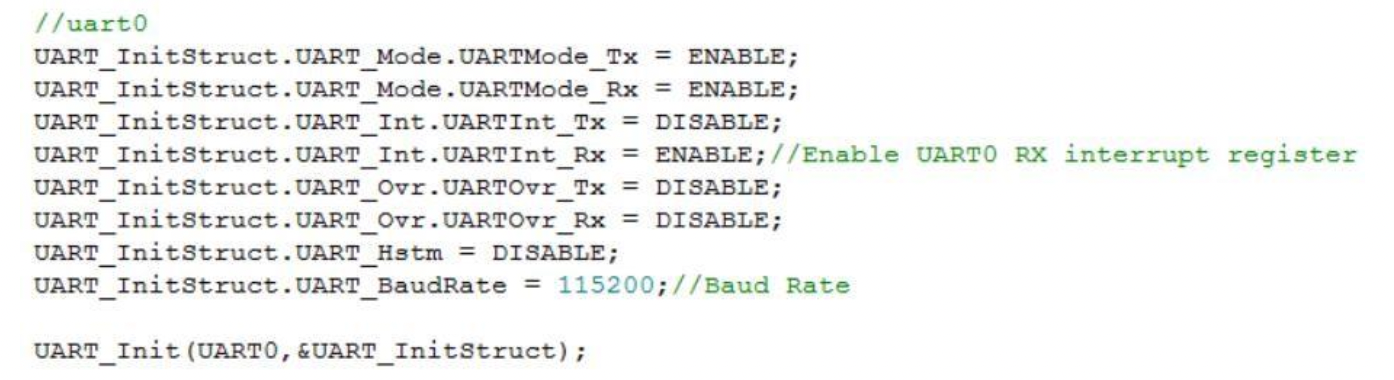 //uart0
UART_InitStruct.UART_Mode.UARTMode_Tx = ENABLE;
UART_InitStruct.UART_Mode.UARTMode_Rx = ENABLE;
UART_InitStruct.UART_Int.UARTInt_Tx = DISABLE;
UART_InitStruct.UART_Int.UARTInt_Rx = ENABLE;//Enable UART0 RX interrupt register
UART_InitStruct.UART_Ovr.UARTOvr_Tx = DISABLE;
UART_InitStruct.UART_Ovr.UARTOvr_Rx = DISABLE;
UART_InitStruct.UART_Hstm = DISABLE;
UART_InitStruct.UART_BaudRate = 115200;//Baud Rate
UART_Init(UART0,&UART_InitStruct);